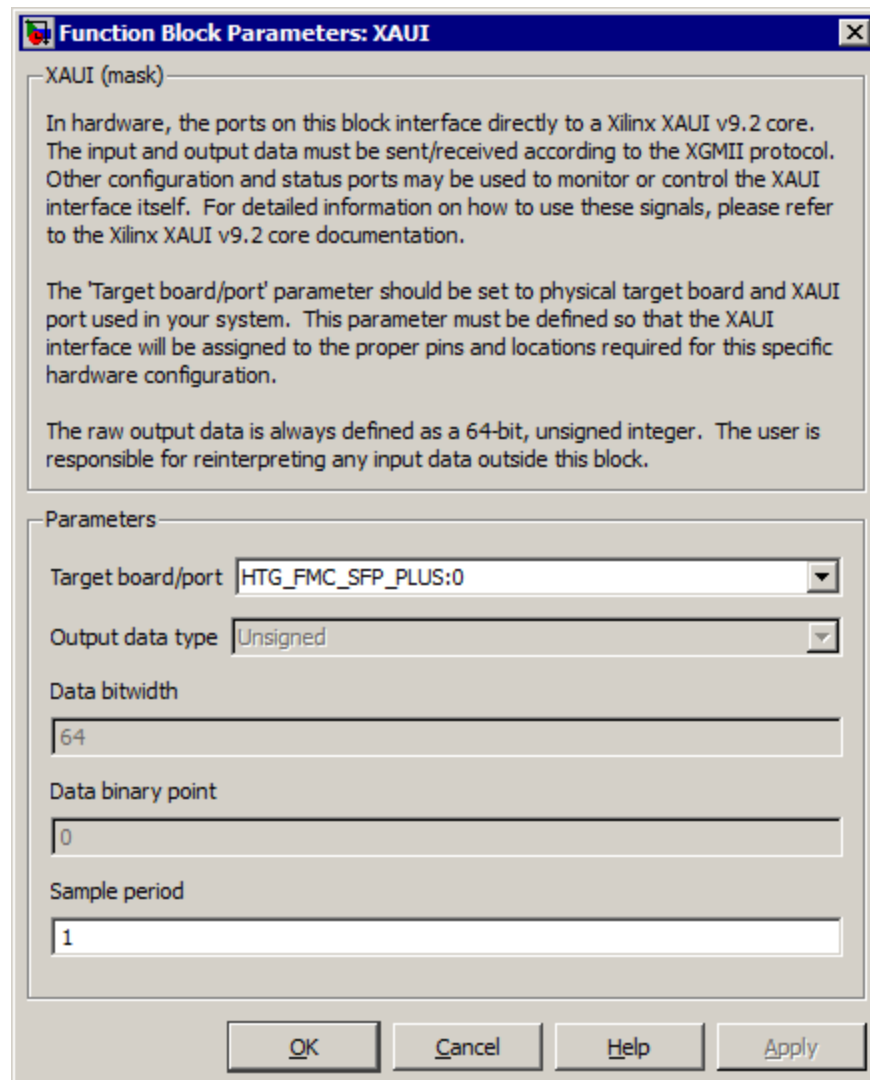 Function Block Parameters: XAUI
XAUI (mask)
In hardware, the ports on this block interface directly to a Xilinx XAUI v9.2 core.
The input and output data must be sent/received according to the XGMII protocol.
Other configuration and status ports may be used to monitor or control the XAUI
interface itself.  For detailed information on how to use these signals, please refer
to the Xilinx XAUI v9.2 core documentation.
The 'Target board/port' parameter should be set to physical target board and XAUI
port used in your system.  This parameter must be defined so that the XAUI
interface will be assigned to the proper pins and locations required for this specific
hardware configuration.
The raw output data is always defined as a 64-bit, unsigned integer.  The user is
responsible for reinterpreting any input data outside this block.
Parameters
Target board/port HTG_FMC_SFP_PLUS:0
Output data type Unsigned
Data bitwidth
64
Data binary point
0
Sample period
1
OK Cancel Help Apply